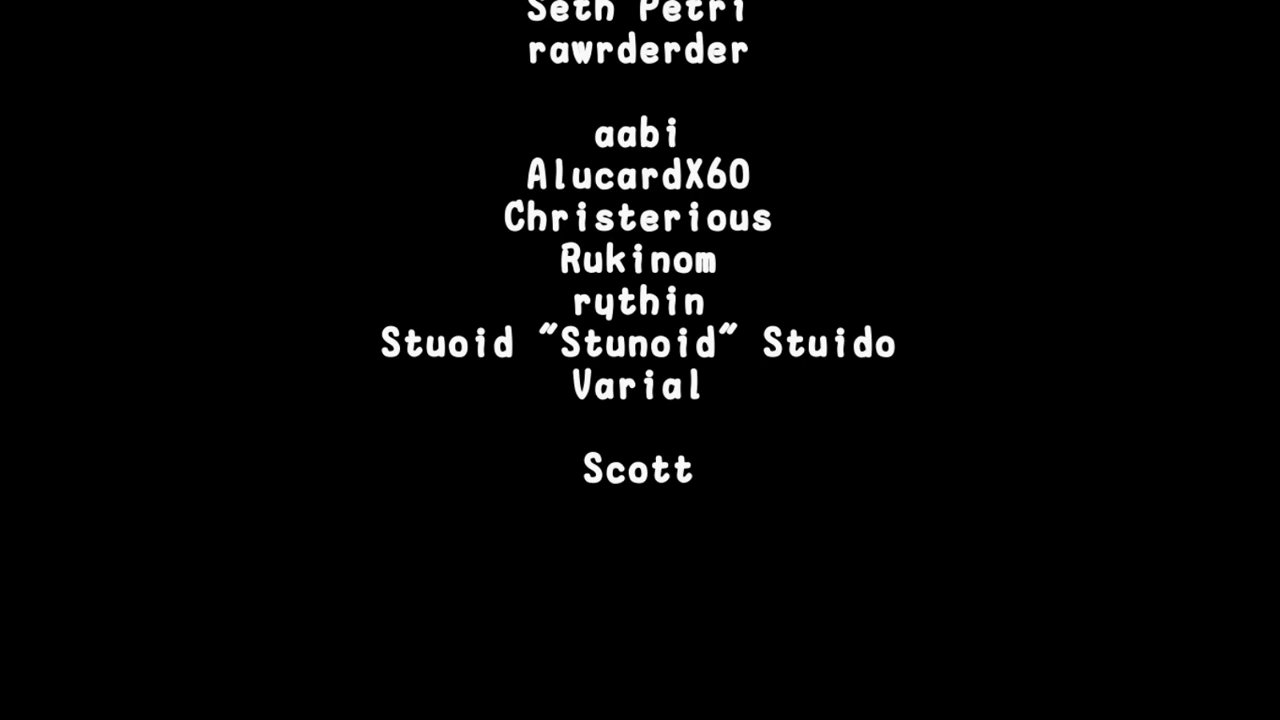 Seth Petri
rawrderder
aabi
AlucardX60
Christerious
Rukinom
rythin
Stuoid "Stunoid" Stuido
Varial
Scott